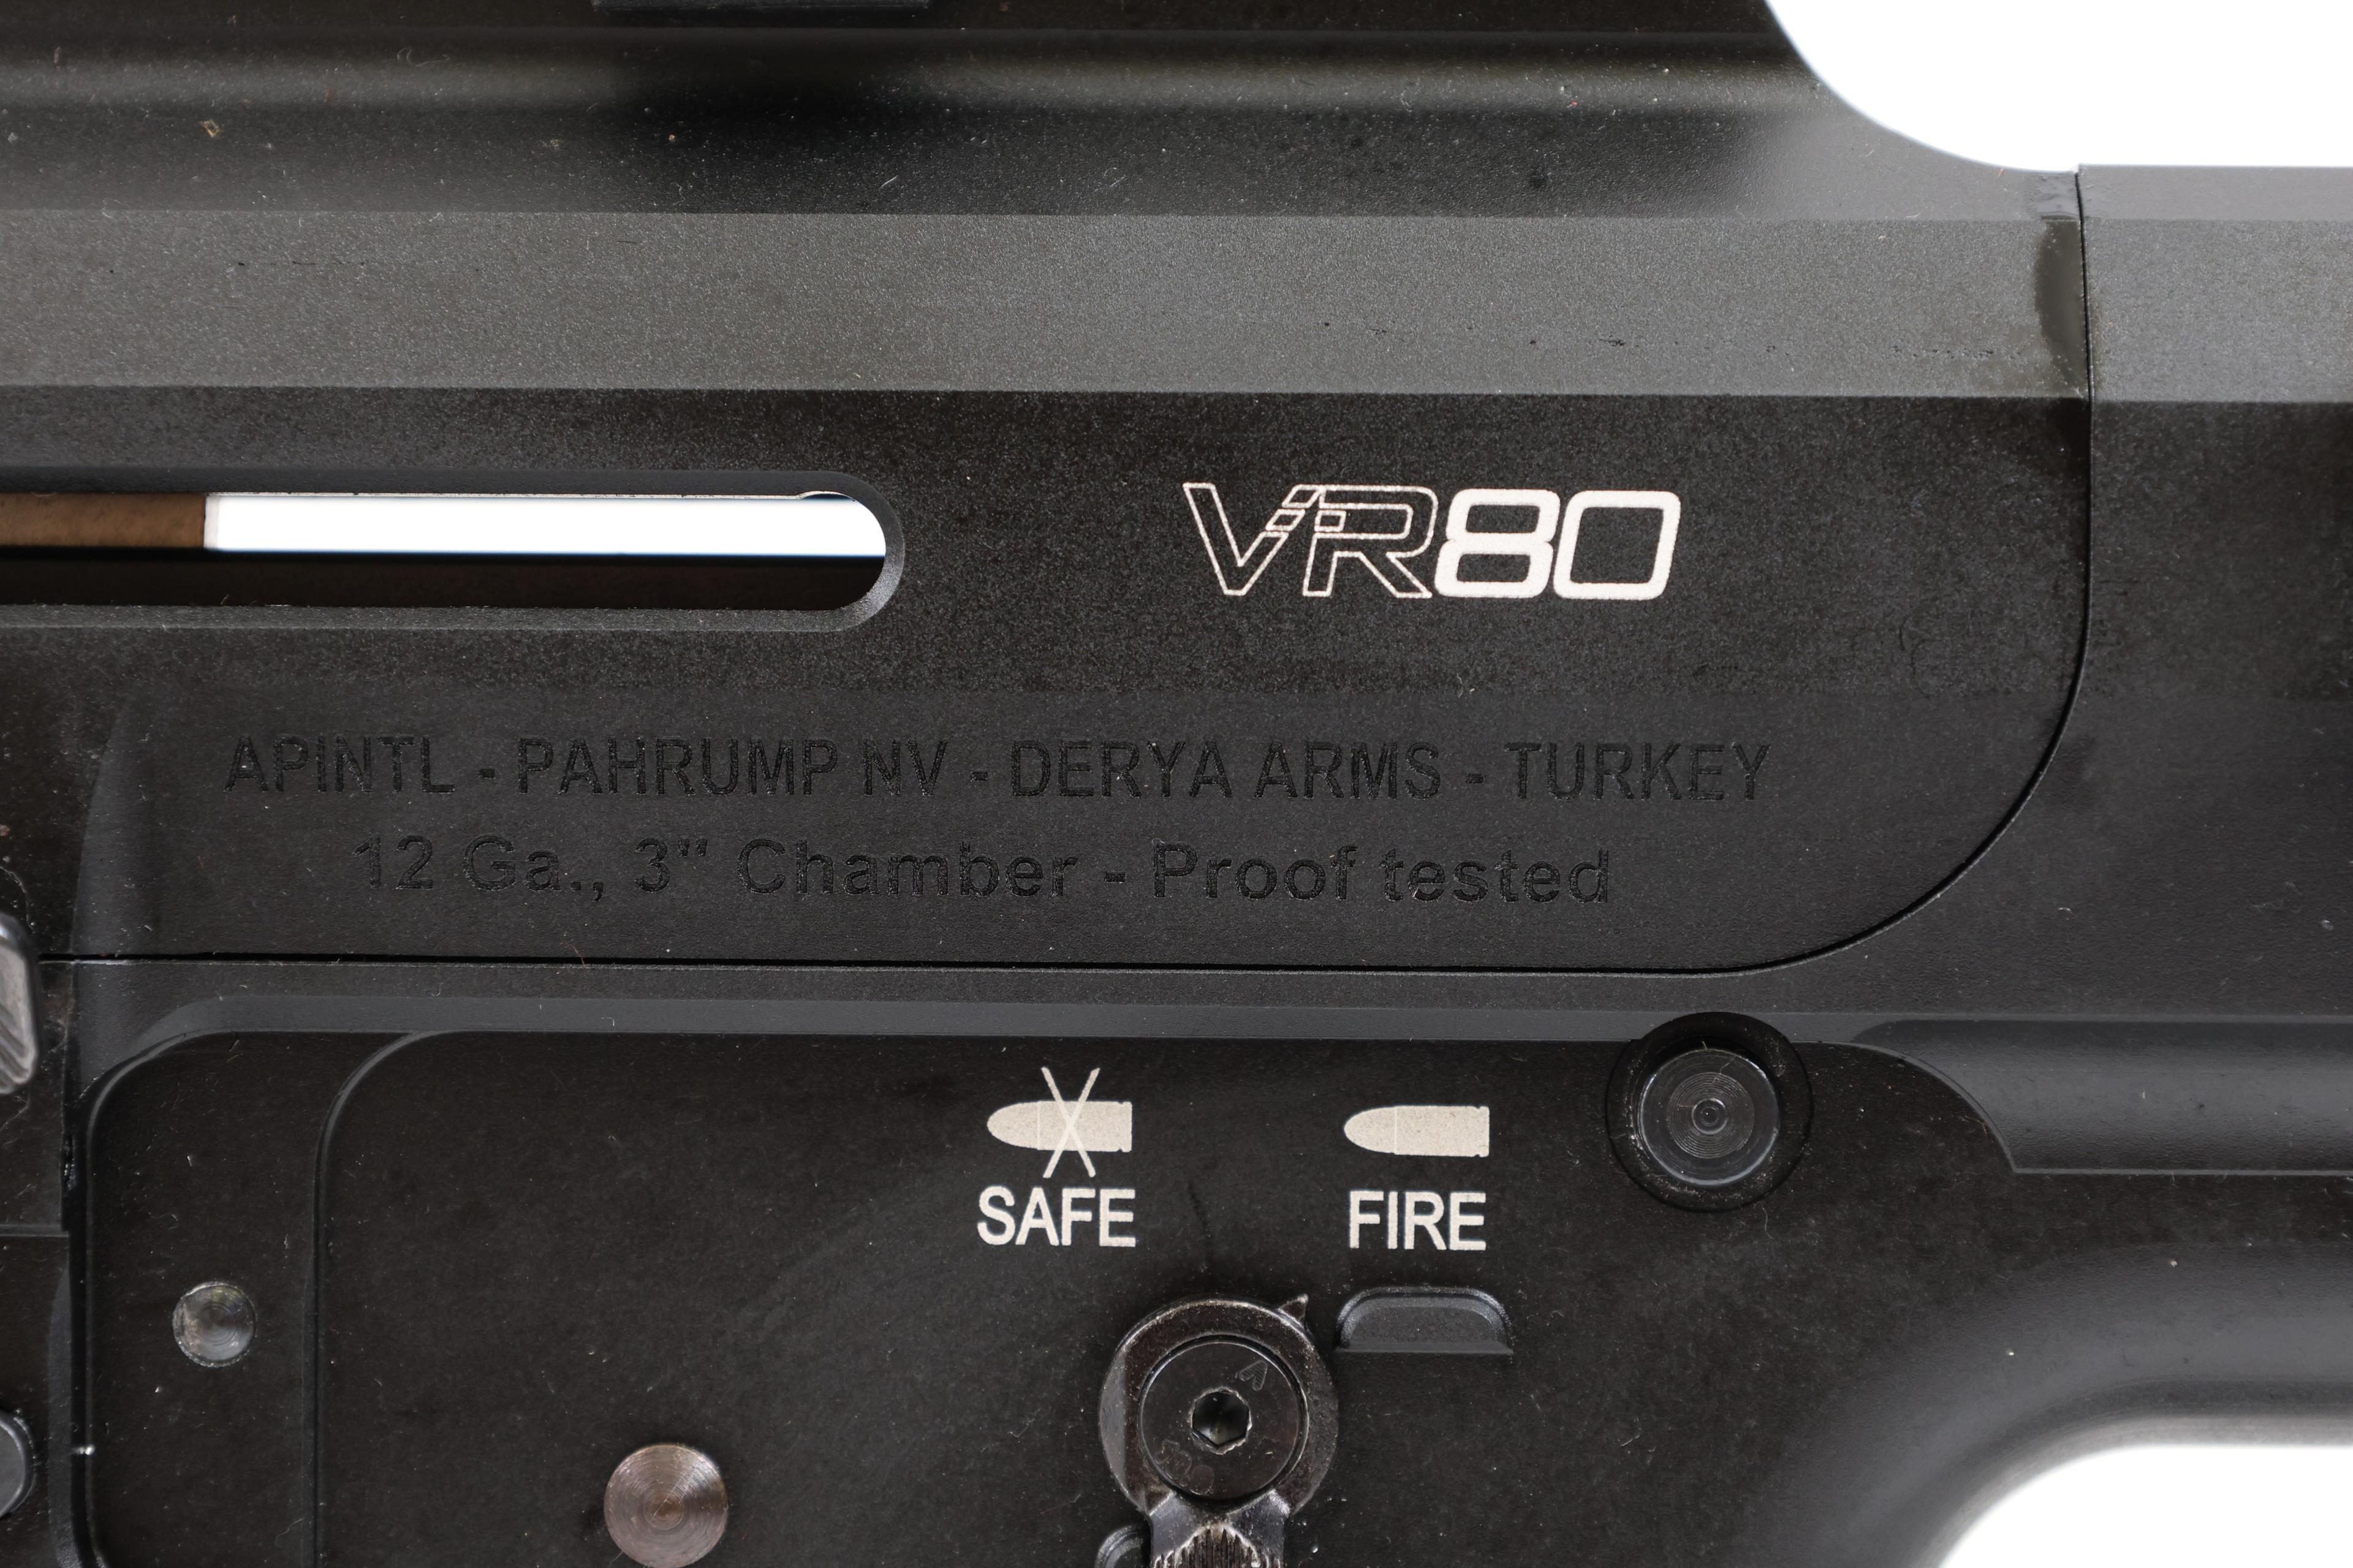 VR80
APINTL - PAHRUMP NV - DERYA ARMS - TURKEY
12 Ga., 3" Chamber - Proof tested
SAFE FIRE
A